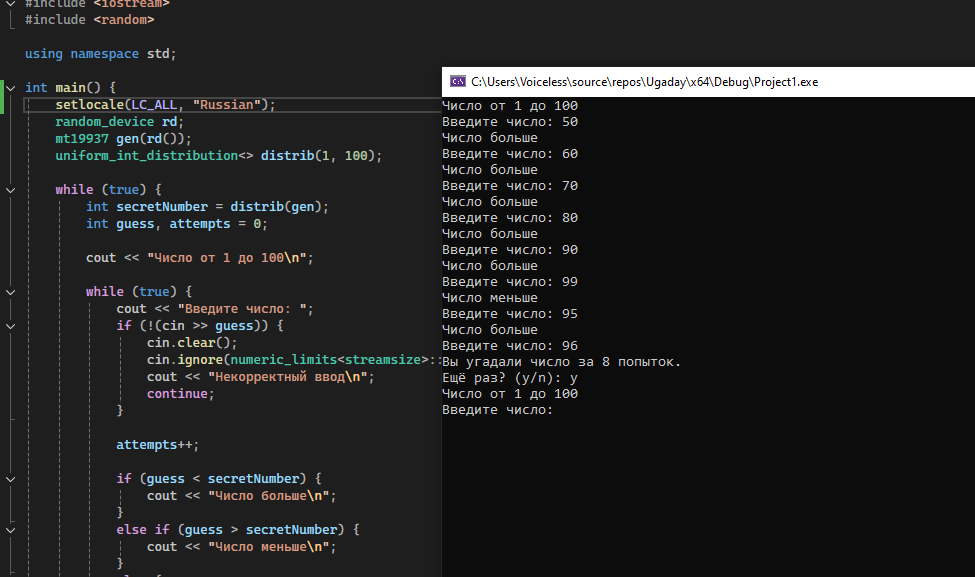 #include <iostream>
#include <random>
using namespace std;
int main() {
setlocale(LC_ALL, "Russian");
random_device rd;
mt19937 gen(rd());
uniform_int_distribution<> distrib(1, 100);
while (true) {
int secretNumber = distrib(gen);
int guess, attempts = 0;
cout << "Число от 1 до 100\n";
while (true) {
cout << "Введите число: ";
if (!(cin >> guess)) {
cin.clear();
cin.ignore(numeric_limits<streamsize>::
cout << "Некорректный ввод\n";
continue;
}
attempts++;
if (guess < secretNumber) {
cout << "Число больше\n";
}
else if (guess > secretNumber) {
cout << "Число меньше\n";
}
C:\Users\Voiceless\source\repos\Ugaday\x64\Debug\Project1.exe
Число от 1 до 100
Введите число: 50
Число больше
Введите число: 60
Число больше
Введите число: 70
Число больше
Введите число: 80
Число больше
Введите число: 90
Число больше
Введите число: 99
Число меньше
Введите число: 95
Число больше
Введите число: 96
Вы угадали число за 8 попыток.
Ещё раз? (y/n): y
Число от 1 до 100
Введите число: